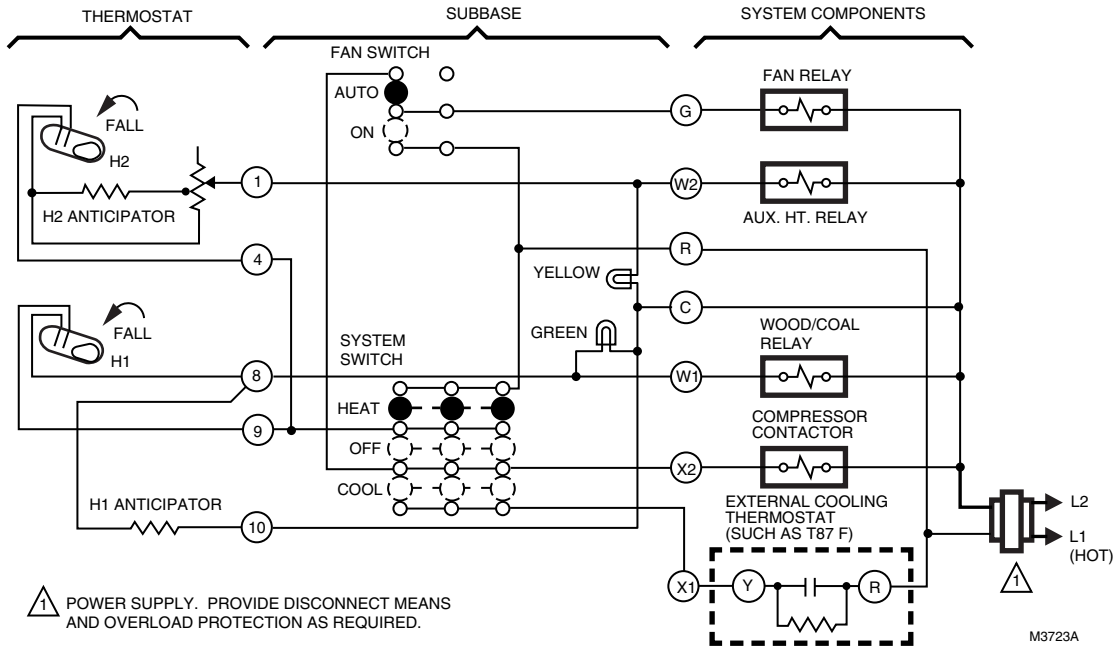 THERMOSTAT
SUBBASE
SYSTEM COMPONENTS
FAN SWITCH
AUTO
ON
FAN RELAY
G
FALL
H2
1
W2
H2 ANTICIPATOR
AUX. HT. RELAY
4
R
YELLOW
C
FALL
H1
GREEN
WOOD/COAL
RELAY
SYSTEM
SWITCH
8
W1
HEAT
COMPRESSOR
CONTACTOR
9
OFF
X2
COOL
EXTERNAL COOLING
THERMOSTAT
(SUCH AS T87 F)
L2
L1
(HOT)
H1 ANTICIPATOR
10
X1
Y
R
1
1 POWER SUPPLY. PROVIDE DISCONNECT MEANS
AND OVERLOAD PROTECTION AS REQUIRED.
M3723A